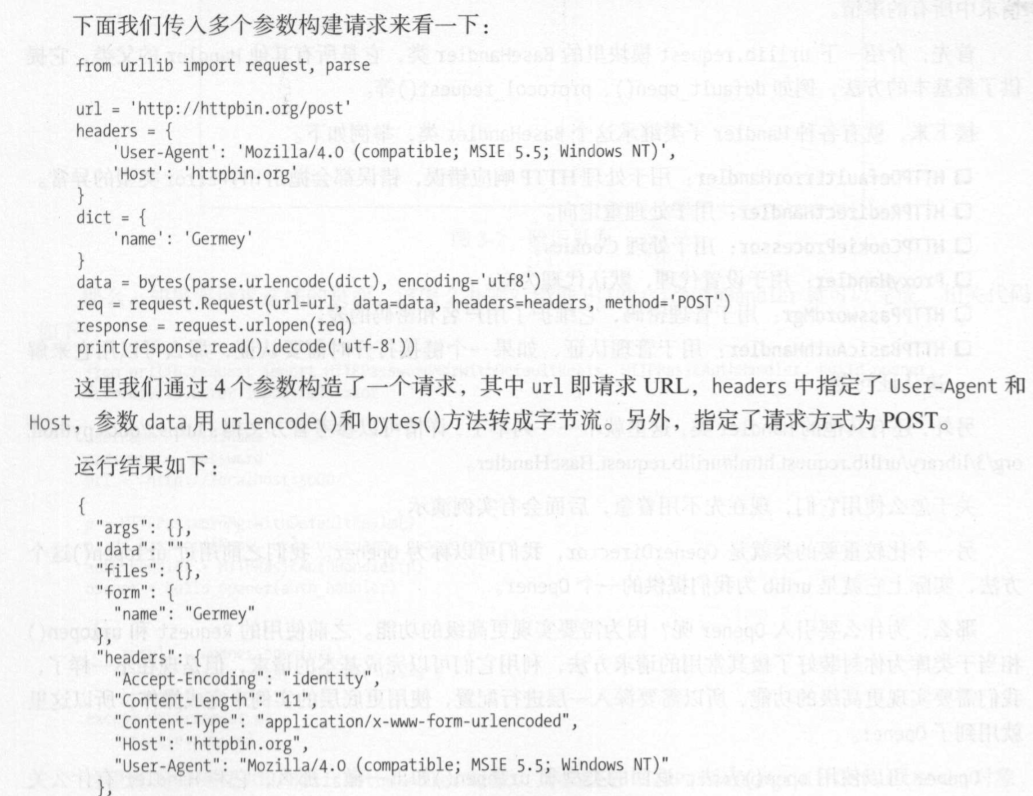 下面我们传入多个参数构建请求来看一下：
from urllib import request, parse
url = 'http://httpbin.org/post'
headers = {
'User-Agent': 'Mozilla/4.0 (compatible; MSIE 5.5; Windows NT)',
'Host': 'httpbin.org'
}
dict = {
'name': 'Germey'
}
data = bytes(parse.urlencode(dict), encoding='utf8')
req = request.Request(url=url, data=data, headers=headers, method='POST')
response = request.urlopen(req)
print(response.read().decode('utf-8'))
这里我们通过 4 个参数构造了一个请求，其中 url 即请求 URL，headers 中指定了 User-Agent 和
Host，参数 data 用 urlencode()和 bytes()方法转成字节流。另外，指定了请求方式为 POST。
运行结果如下：
{
"args": {},
"data": "",
"files": {},
"form": {
"name": "Germey"
},
"headers": {
"Accept-Encoding": "identity",
"Content-Length": "11",
"Content-Type": "application/x-www-form-urlencoded",
"Host": "httpbin.org",
"User-Agent": "Mozilla/4.0 (compatible; MSIE 5.5; Windows NT)"
},